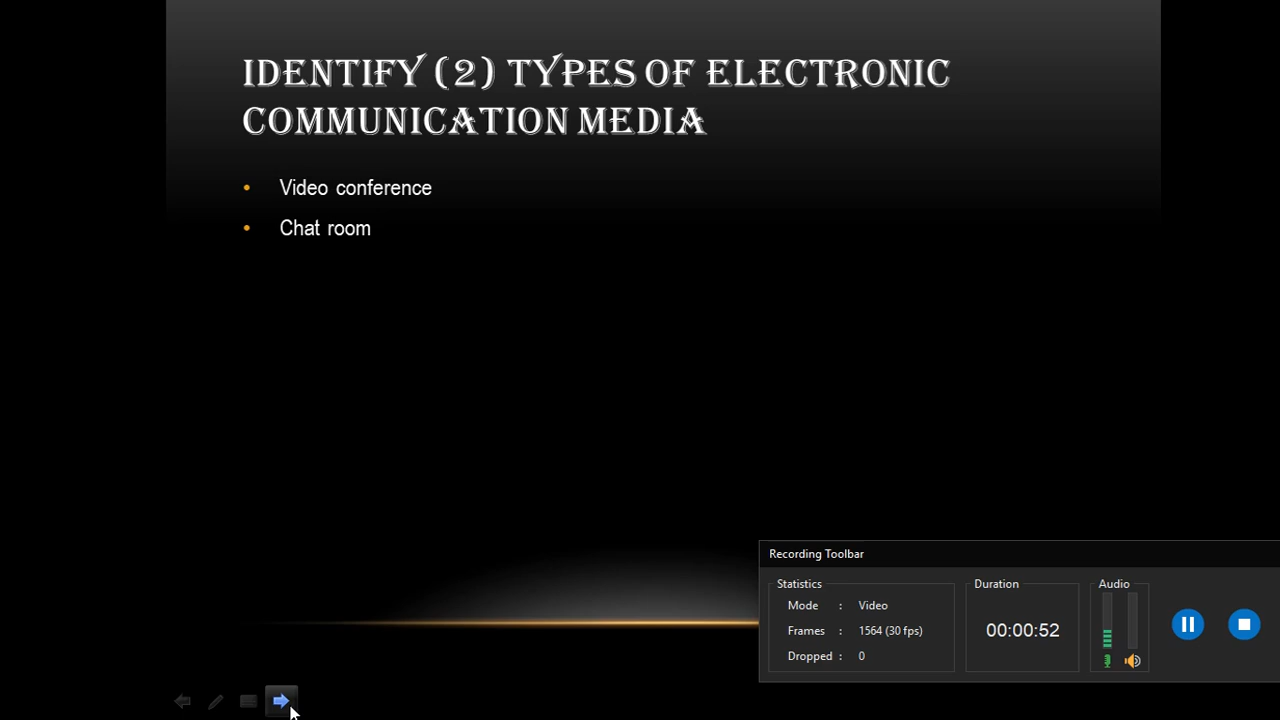 IDENTIFY (2) TYPES OF ELECTRONIC
COMMUNICATION MEDIA
• Video conference
• Chat room
Recording Toolbar
Statistics
Mode : Video
Frames : 1564 (30 fps)
Dropped : 0
Duration
00:00:52
Audio